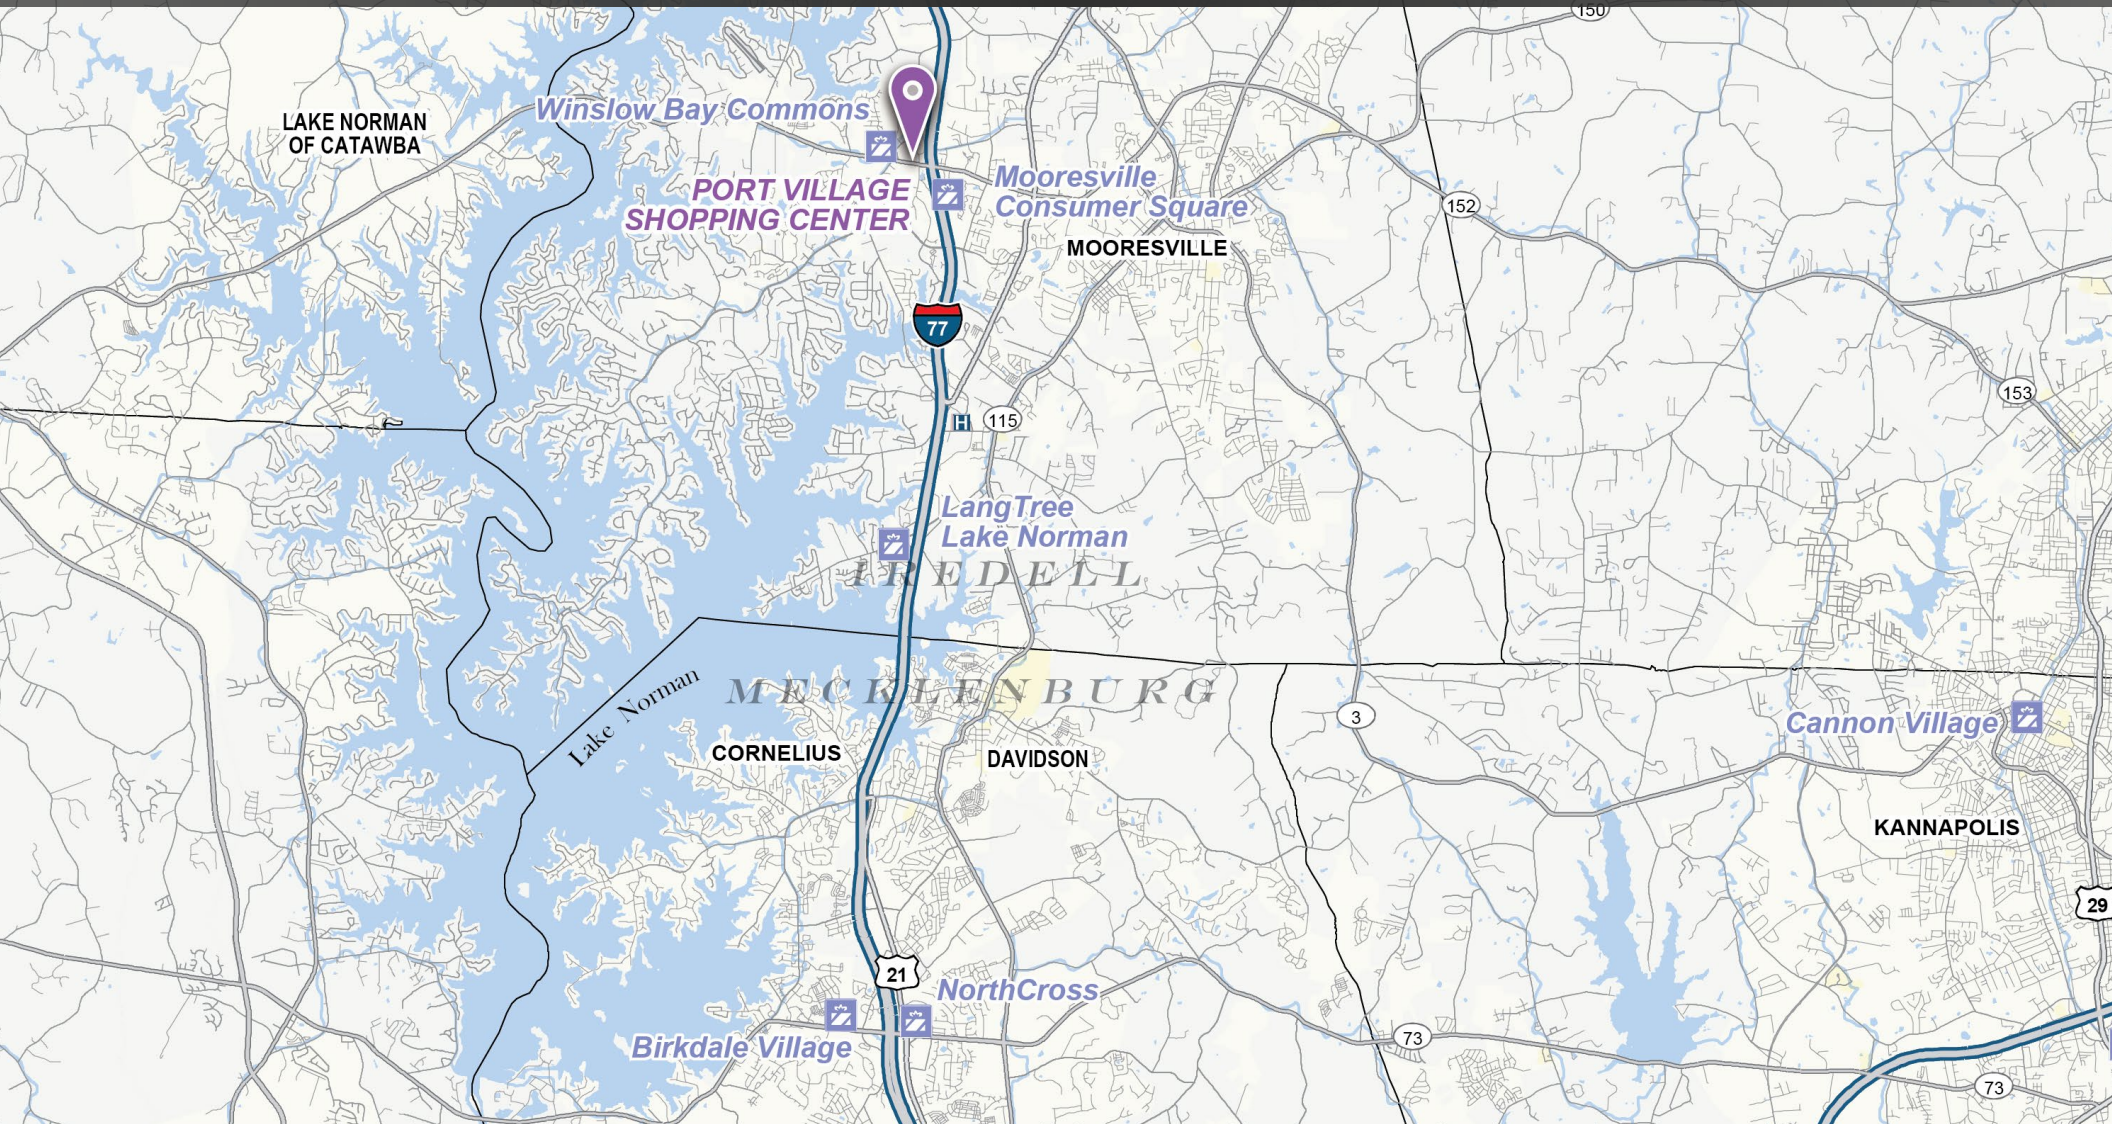 150
Winslow Bay Commons
LAKE NORMAN
OF CATAWBA
PORT VILLAGE
SHOPPING CENTER
Mooresville
Consumer Square
152
MOORESVILLE
77
153
H
115
LangTree
Lake Norman
IREDELL
MECKLENBURG
Lake Norman
3
Cannon Village
CORNELIUS
DAVIDSON
KANNAPOLIS
29
21
NorthCross
Birkdale Village
73
73